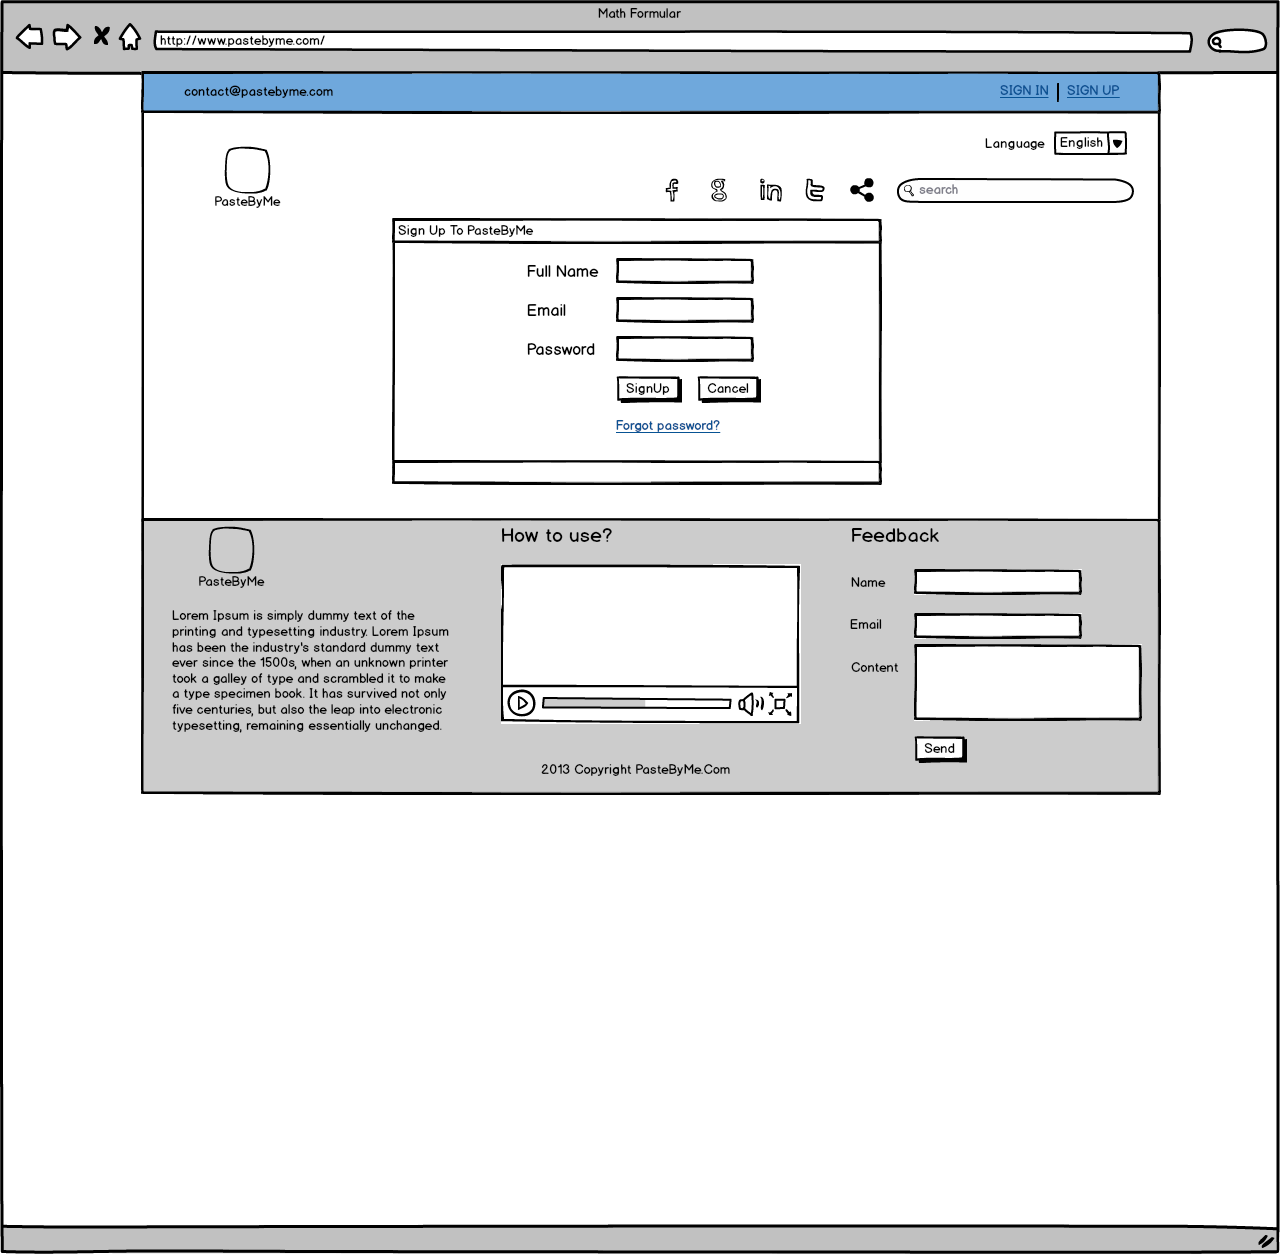 Math Formular
http://www.pastebyme.com/
contact@pastebyme.com
SIGN IN
SIGN UP
Language
English
PasteByMe
search
Sign Up To PasteByMe
Full Name
Email
Password
SignUp
Cancel
Forgot password?
PasteByMe
Lorem Ipsum is simply dummy text of the
printing and typesetting industry. Lorem Ipsum
has been the industry's standard dummy text
ever since the 1500s, when an unknown printer
took a galley of type and scrambled it to make
a type specimen book. It has survived not only
five centuries, but also the leap into electronic
typesetting, remaining essentially unchanged.
How to use?
Feedback
Name
Email
Content
Send
2013 Copyright PasteByMe.Com